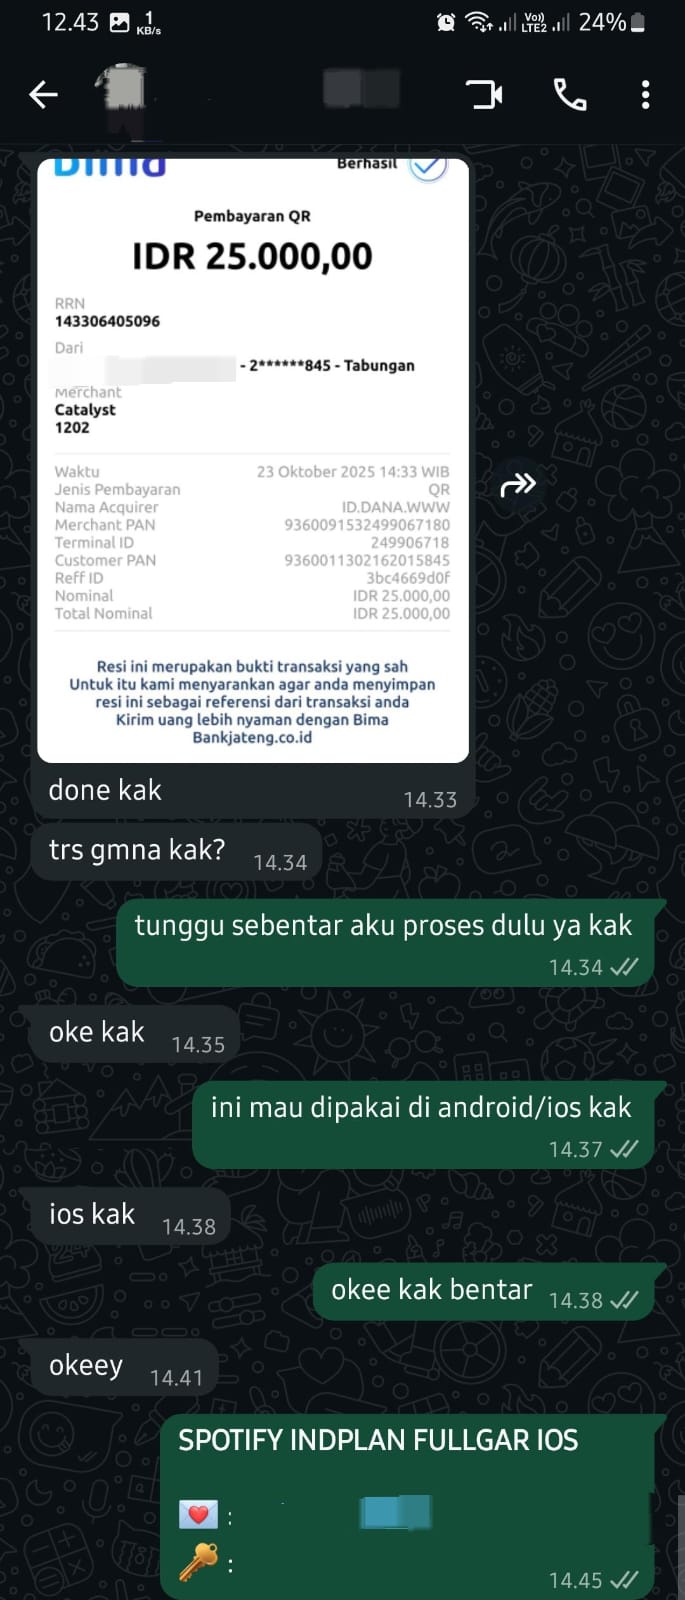 12.43 1 KB/s Vo)) LTE2 24%
Bima Berhasil
Pembayaran QR
IDR 25.000,00
RRN
143306405096
Dari
- 2******845 - Tabungan
Merchant
Catalyst
1202
Waktu 23 Oktober 2025 14:33 WIB
Jenis Pembayaran QR
Nama Acquirer ID.DANA.WWW
Merchant PAN 9360091532499067180
Terminal ID 249906718
Customer PAN 9360011302162015845
Reff ID 3bc4669d0f
Nominal IDR 25.000,00
Total Nominal IDR 25.000,00
Resi ini merupakan bukti transaksi yang sah
Untuk itu kami menyarankan agar anda menyimpan
resi ini sebagai referensi dari transaksi anda
Kirim uang lebih nyaman dengan Bima
Bankjateng.co.id
done kak 14.33
trs gmna kak? 14.34
tunggu sebentar aku proses dulu ya kak
14.34
oke kak 14.35
ini mau dipakai di android/ios kak
14.37
ios kak 14.38
okee kak bentar 14.38
okeey 14.41
SPOTIFY INDPLAN FULLGAR IOS
💌 :
🔑 :
14.45